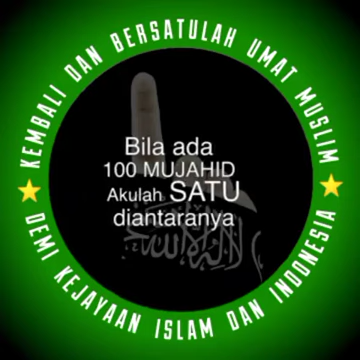 KEMBALI DAN BERSATULAH UMAT MUSLIM
Bila ada
100 MUJAHID
Akulah SATU
diantaranya
DEMI KEJAYAAN ISLAM DAN INDONESIA